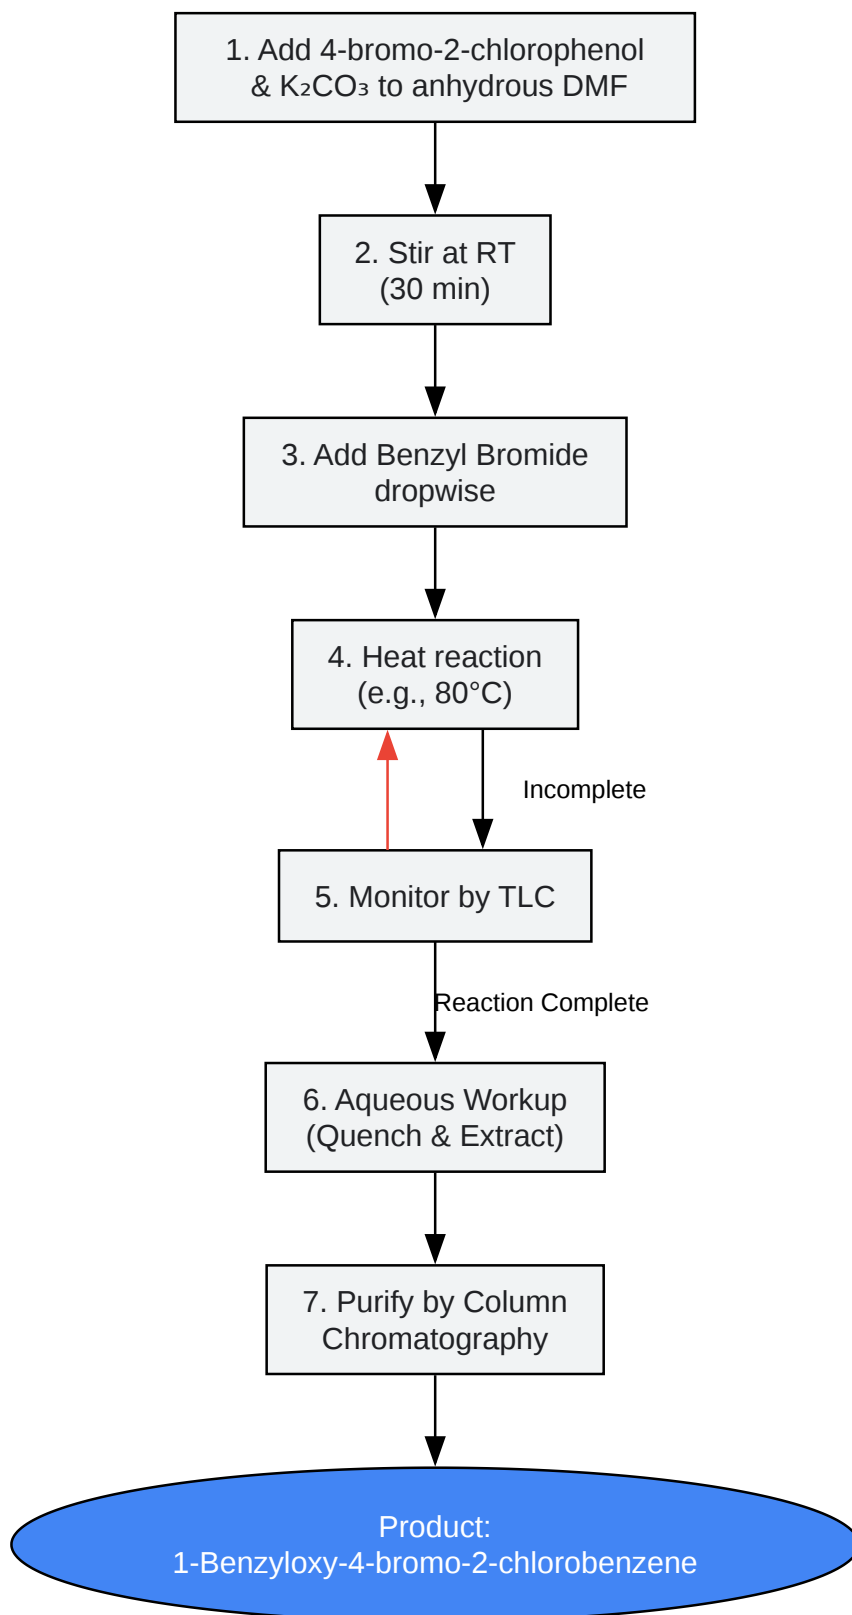 1. Add 4-bromo-2-chlorophenol
& K₂CO₃ to anhydrous DMF
2. Stir at RT
(30 min)
3. Add Benzyl Bromide
dropwise
4. Heat reaction
(e.g., 80°C)
Incomplete
5. Monitor by TLC
Reaction Complete
6. Aqueous Workup
(Quench & Extract)
7. Purify by Column
Chromatography
Product:
1-Benzyloxy-4-bromo-2-chlorobenzene